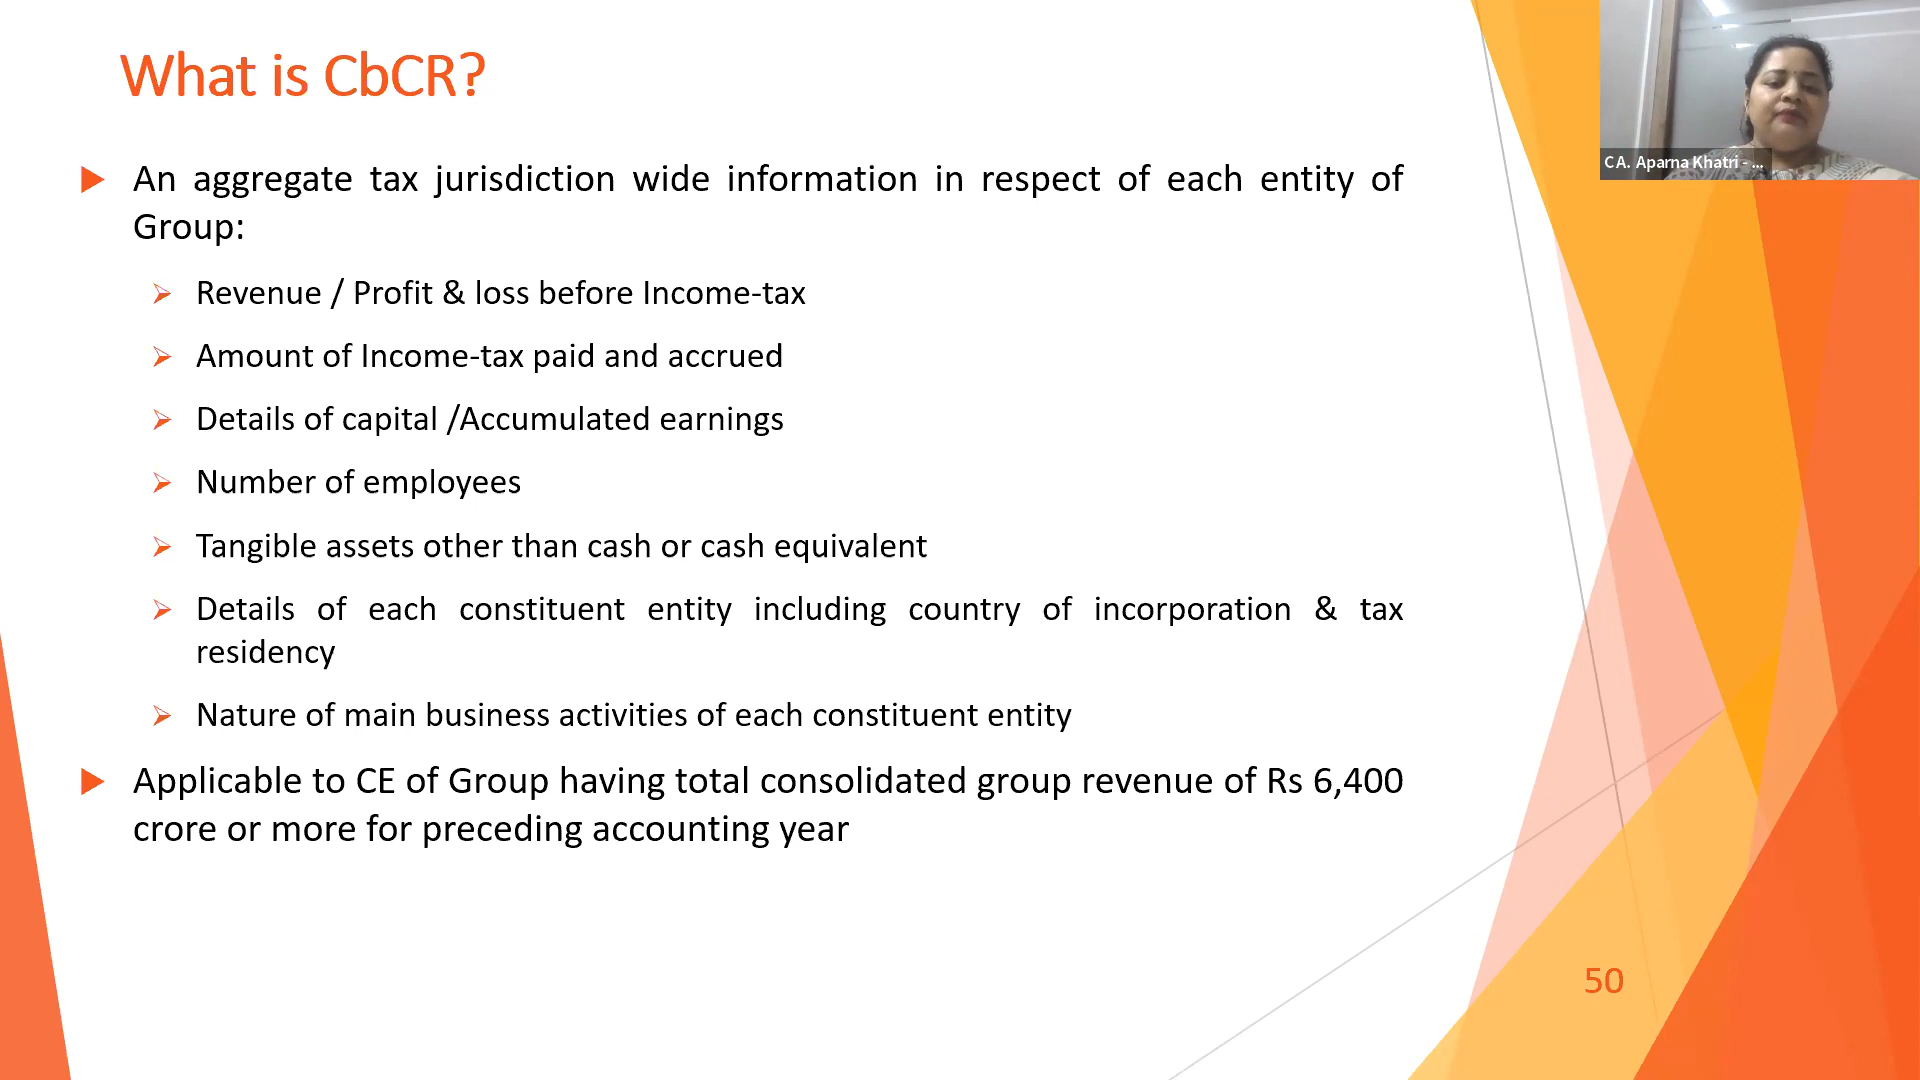 What is CbCR?
An aggregate tax jurisdiction wide information in respect of each entity of
Group:
Revenue / Profit & loss before Income-tax
Amount of Income-tax paid and accrued
Details of capital /Accumulated earnings
Number of employees
Tangible assets other than cash or cash equivalent
Details of each constituent entity including country of incorporation & tax
residency
Nature of main business activities of each constituent entity
Applicable to CE of Group having total consolidated group revenue of Rs 6,400
crore or more for preceding accounting year
50
CA. Aparna Khatri - ...